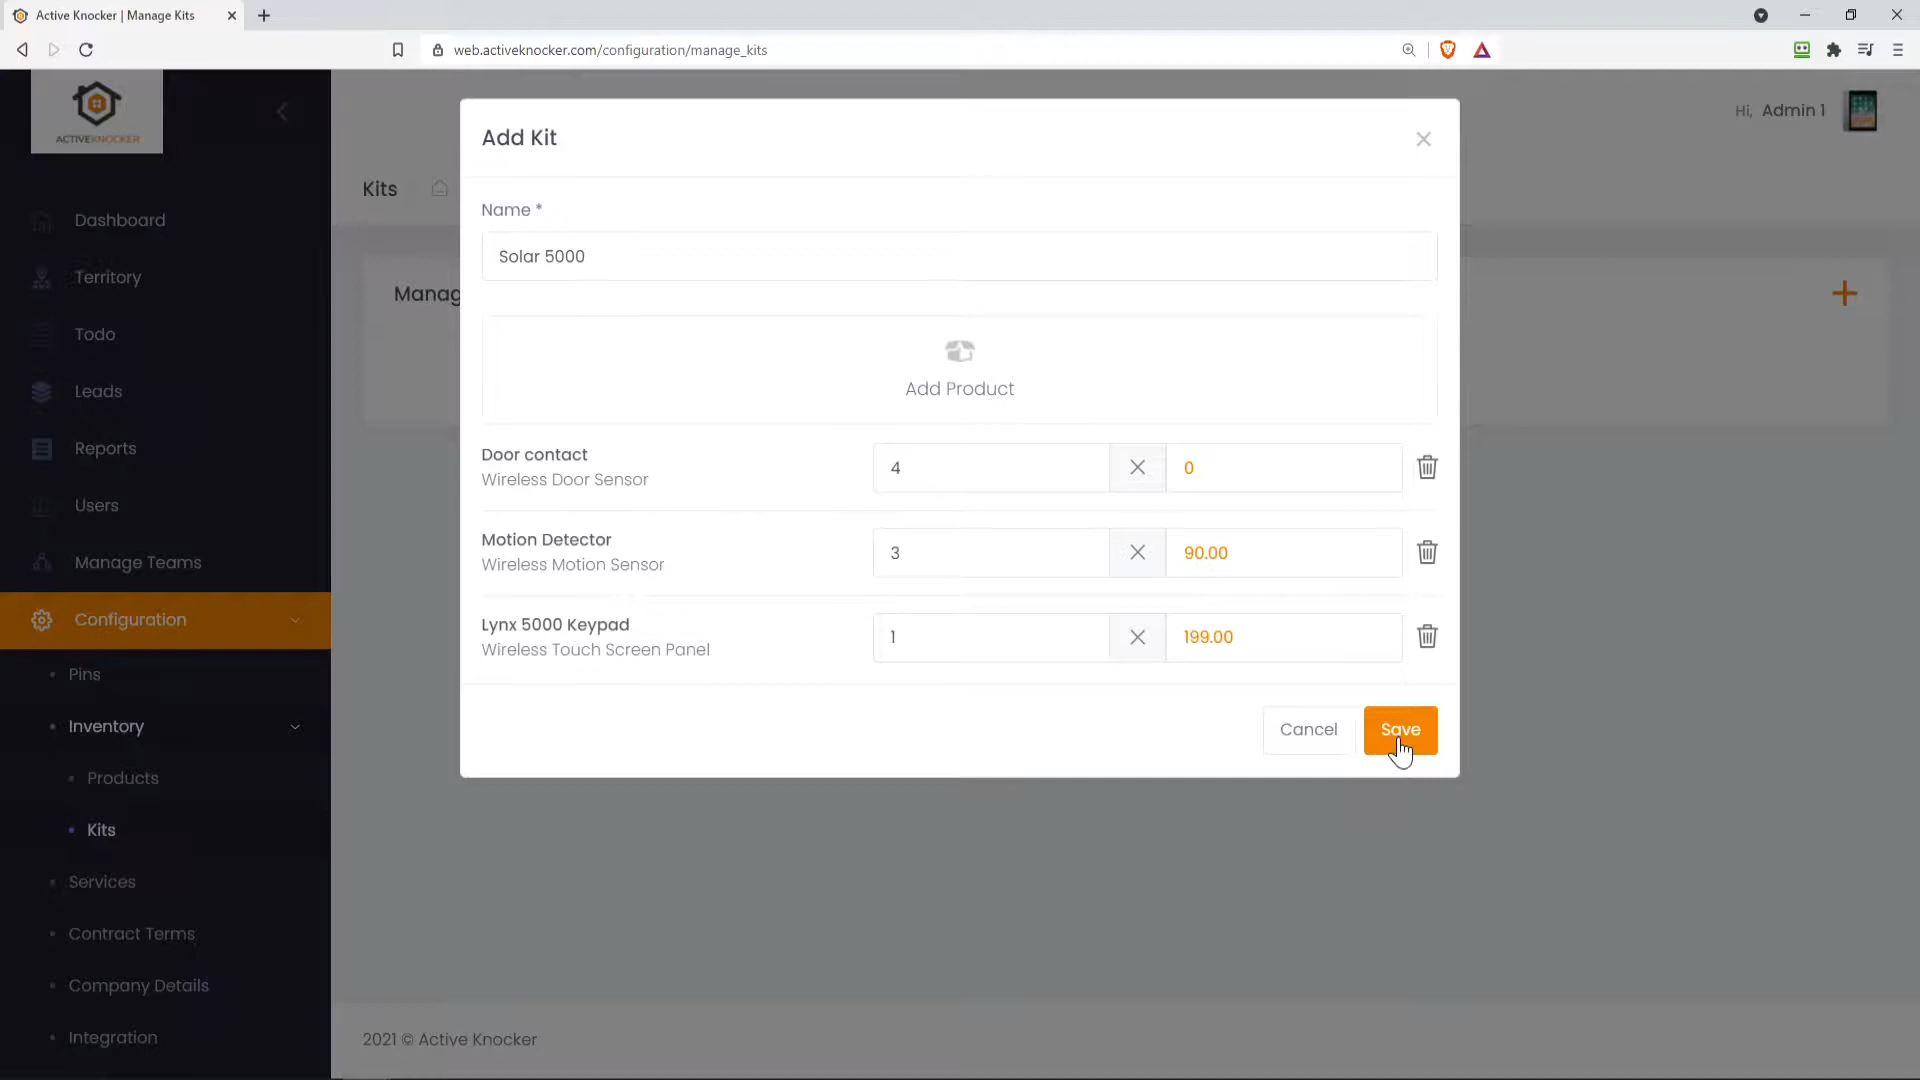 Active Knocker | Manage Kits
web.activeknocker.com/configuration/manage_kits
ACTIVEKNOCKER
Hi, Admin 1
Dashboard
Territory
Todo
Leads
Reports
Users
Manage Teams
Configuration
Pins
Inventory
Products
Kits
Services
Contract Terms
Company Details
Integration
Kits
Manag
Add Kit
Name *
Solar 5000
Add Product
Door contact
Wireless Door Sensor
4
0
Motion Detector
Wireless Motion Sensor
3
90.00
Lynx 5000 Keypad
Wireless Touch Screen Panel
1
199.00
Cancel
Save
2021 © Active Knocker